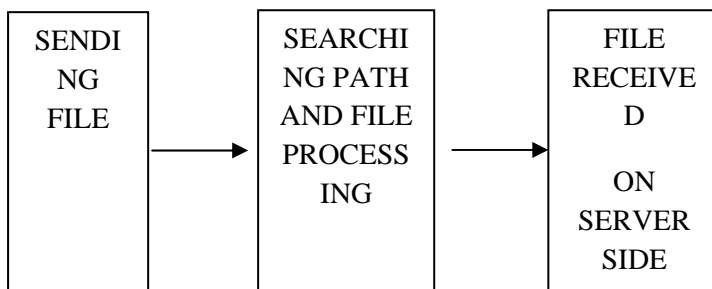 SENDI
NG
FILE
SEARCHI
NG PATH
AND FILE
PROCESS
ING
FILE
RECEIVE
D
ON
SERVER
SIDE